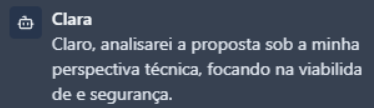 Clara
Claro, analisarei a proposta sob a minha
perspectiva técnica, focando na viabilida
de e segurança.